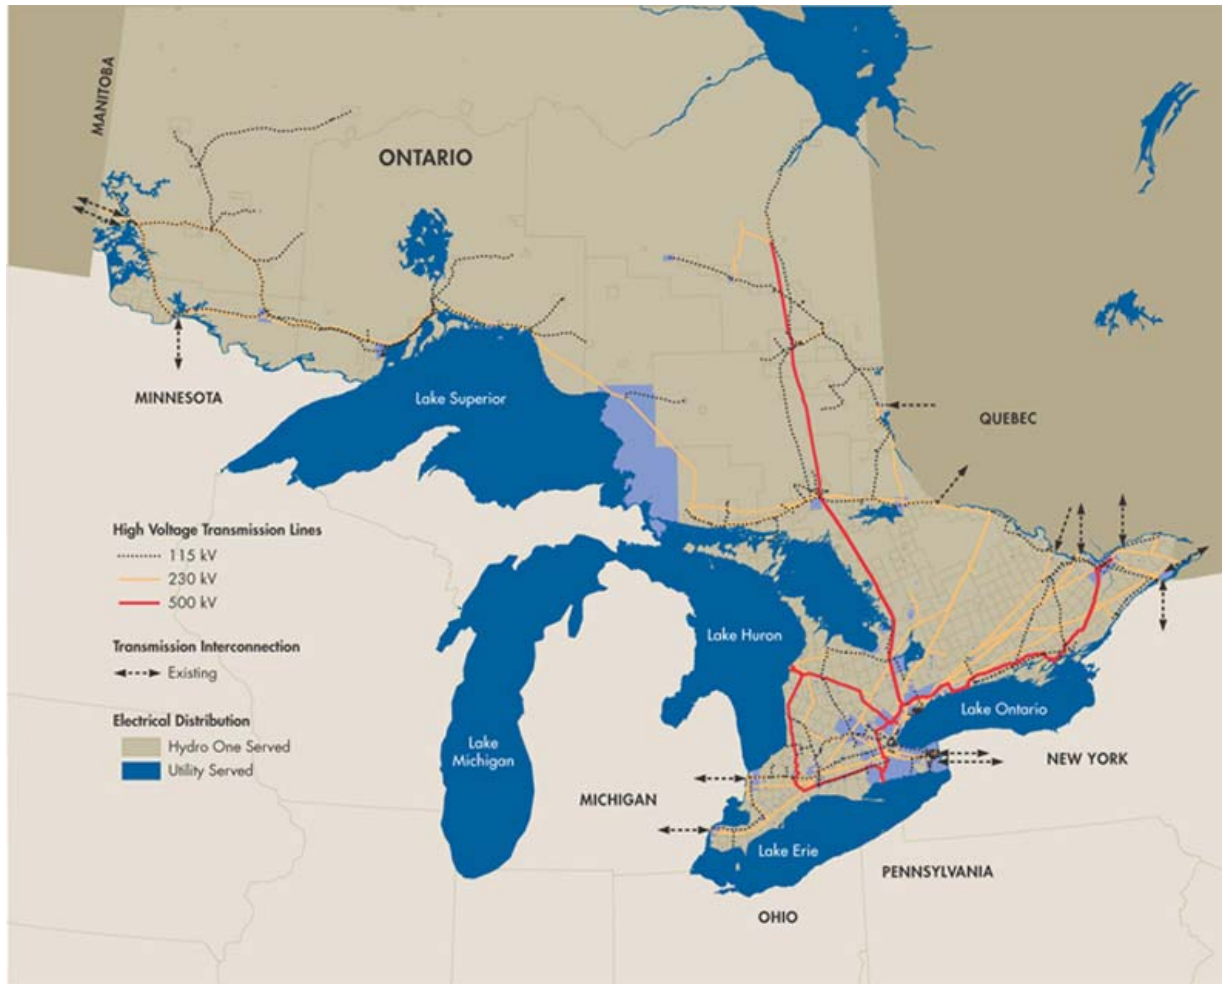 MANITOBA
ONTARIO
MINNESOTA
Lake Superior
QUEBEC
High Voltage Transmission Lines
115 kV
230 kV
500 kV
Transmission Interconnection
Existing
Electrical Distribution
Hydro One Served
Utility Served
Lake Huron
Lake Ontario
Lake
Michigan
NEW YORK
MICHIGAN
Lake Erie
PENNSYLVANIA
OHIO